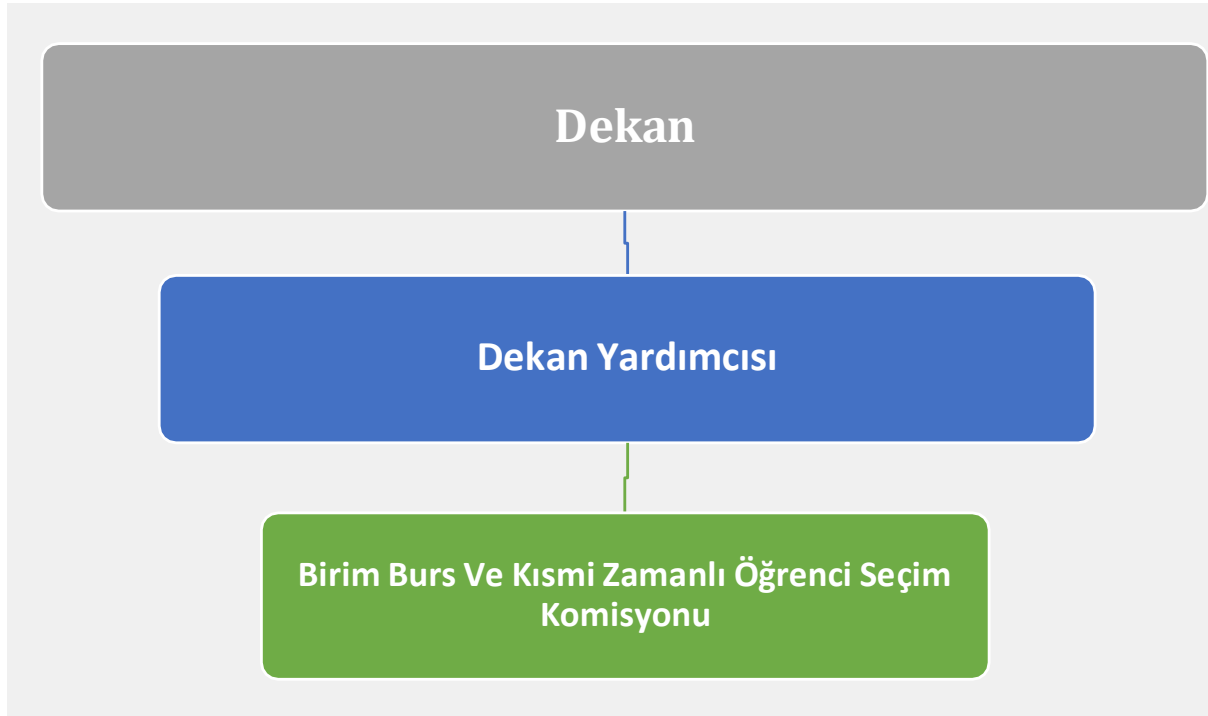 Dekan
Dekan Yardımcısı
Birim Burs Ve Kısmi Zamanlı Öğrenci Seçim
Komisyonu